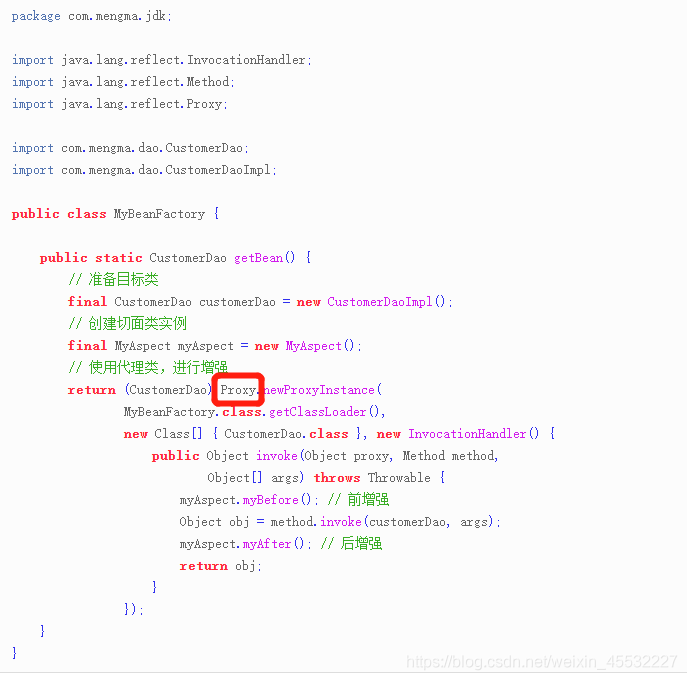 package com.mengma.jdk;
import java.lang.reflect.InvocationHandler;
import java.lang.reflect.Method;
import java.lang.reflect.Proxy;
import com.mengma.dao.CustomerDao;
import com.mengma.dao.CustomerDaoImpl;
public class MyBeanFactory {
public static CustomerDao getBean() {
// 准备目标类
final CustomerDao customerDao = new CustomerDaoImpl();
// 创建切面类实例
final MyAspect myAspect = new MyAspect();
// 使用代理类，进行增强
return (CustomerDao) Proxy.newProxyInstance(
MyBeanFactory.class.getClassLoader(),
new Class[] { CustomerDao.class }, new InvocationHandler() {
public Object invoke(Object proxy, Method method,
Object[] args) throws Throwable {
myAspect.myBefore(); // 前增强
Object obj = method.invoke(customerDao, args);
myAspect.myAfter(); // 后增强
return obj;
}
});
}
}
https://blog.csdn.net/weixin_45532227